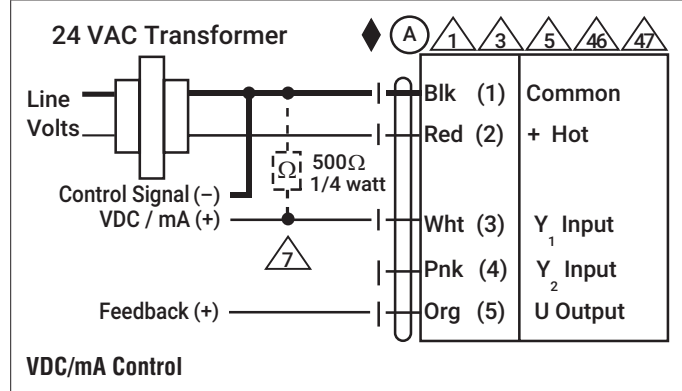 24 VAC Transformer
A 1 3 5 46 47
Line
Volts
Blk (1) Common
Red (2) + Hot
Ω 500Ω
1/4 watt
Control Signal (–)
VDC / mA (+)
Wht (3) Y1 Input
7
Pnk (4) Y2 Input
Feedback (+)
Org (5) U Output
VDC/mA Control